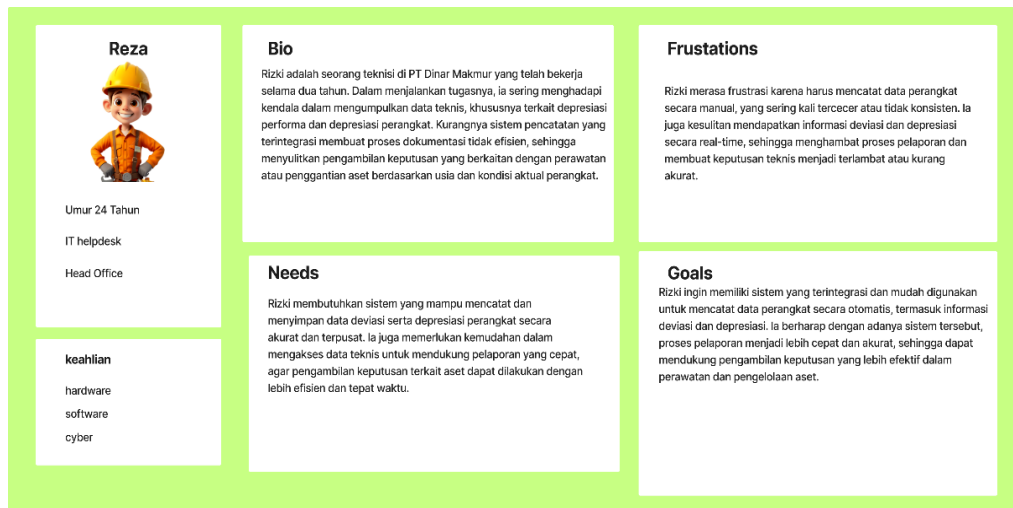 Reza
Umur 24 Tahun
IT helpdesk
Head Office
keahlian
hardware
software
cyber
Bio
Rizki adalah seorang teknisi di PT Dinar Makmur yang telah bekerja
selama dua tahun. Dalam menjalankan tugasnya, ia sering menghadapi
kendala dalam mengumpulkan data teknis, khususnya terkait depresiasi
performa dan depresiasi perangkat. Kurangnya sistem pencatatan yang
terintegrasi membuat proses dokumentasi tidak efisien, sehingga
menyulitkan pengambilan keputusan yang berkaitan dengan perawatan
atau penggantian aset berdasarkan usia dan kondisi aktual perangkat.
Frustations
Rizki merasa frustrasi karena harus mencatat data perangkat
secara manual, yang sering kali tercecer atau tidak konsisten. Ia
juga kesulitan mendapatkan informasi deviasi dan depresiasi
secara real-time, sehingga menghambat proses pelaporan dan
membuat keputusan teknis menjadi terlambat atau kurang
akurat.
Needs
Rizki membutuhkan sistem yang mampu mencatat dan
menyimpan data deviasi serta depresiasi perangkat secara
akurat dan terpusat. Ia juga memerlukan kemudahan dalam
mengakses data teknis untuk mendukung pelaporan yang cepat,
agar pengambilan keputusan terkait aset dapat dilakukan dengan
lebih efisien dan tepat waktu.
Goals
Rizki ingin memiliki sistem yang terintegrasi dan mudah digunakan
untuk mencatat data perangkat secara otomatis, termasuk informasi
deviasi dan depresiasi. Ia berharap dengan adanya sistem tersebut,
proses pelaporan menjadi lebih cepat dan akurat, sehingga dapat
mendukung pengambilan keputusan yang lebih efektif dalam
perawatan dan pengelolaan aset.